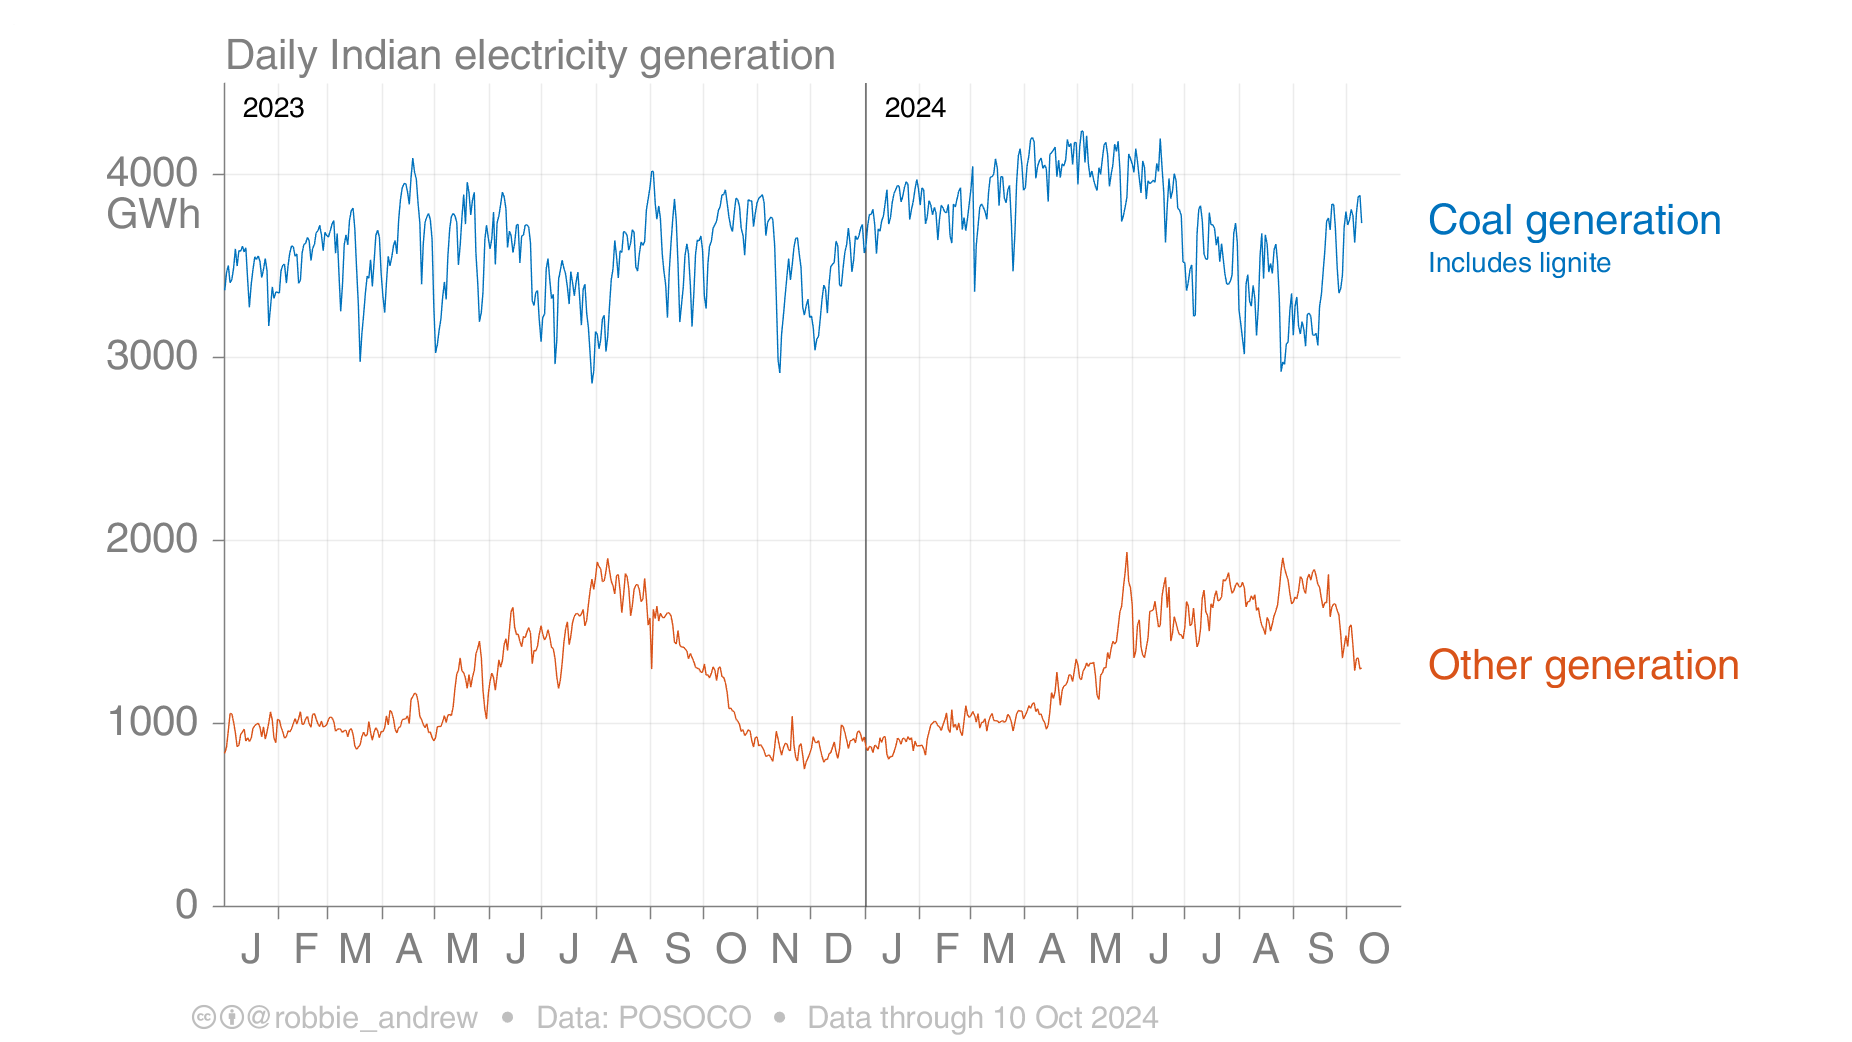 Daily Indian electricity generation
2023
2024
4000
GWh
3000
2000
1000
0
Coal generation
Includes lignite
Other generation
J F M A M J J A S O N D J F M A M J J A S O
cc @robbie_andrew • Data: POSOCO • Data through 10 Oct 2024